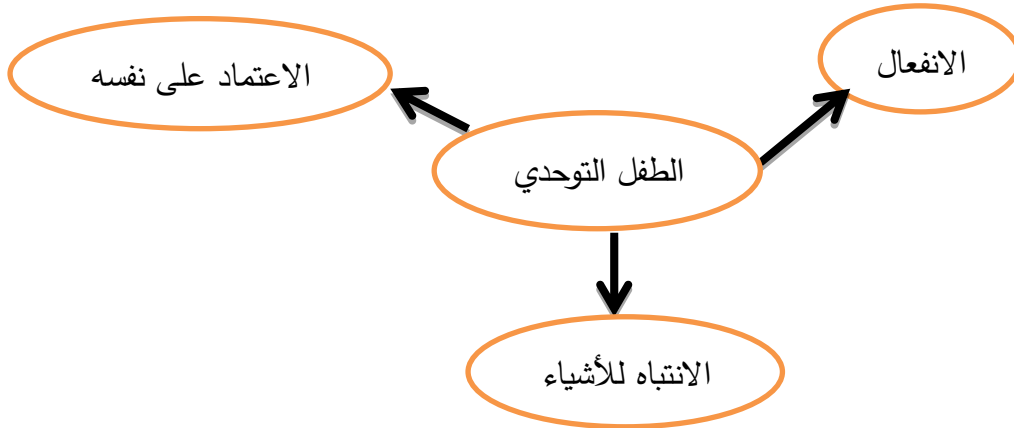 الانفعال
الاعتماد على نفسه
الطفل التوحدي
الانتباه للأشياء